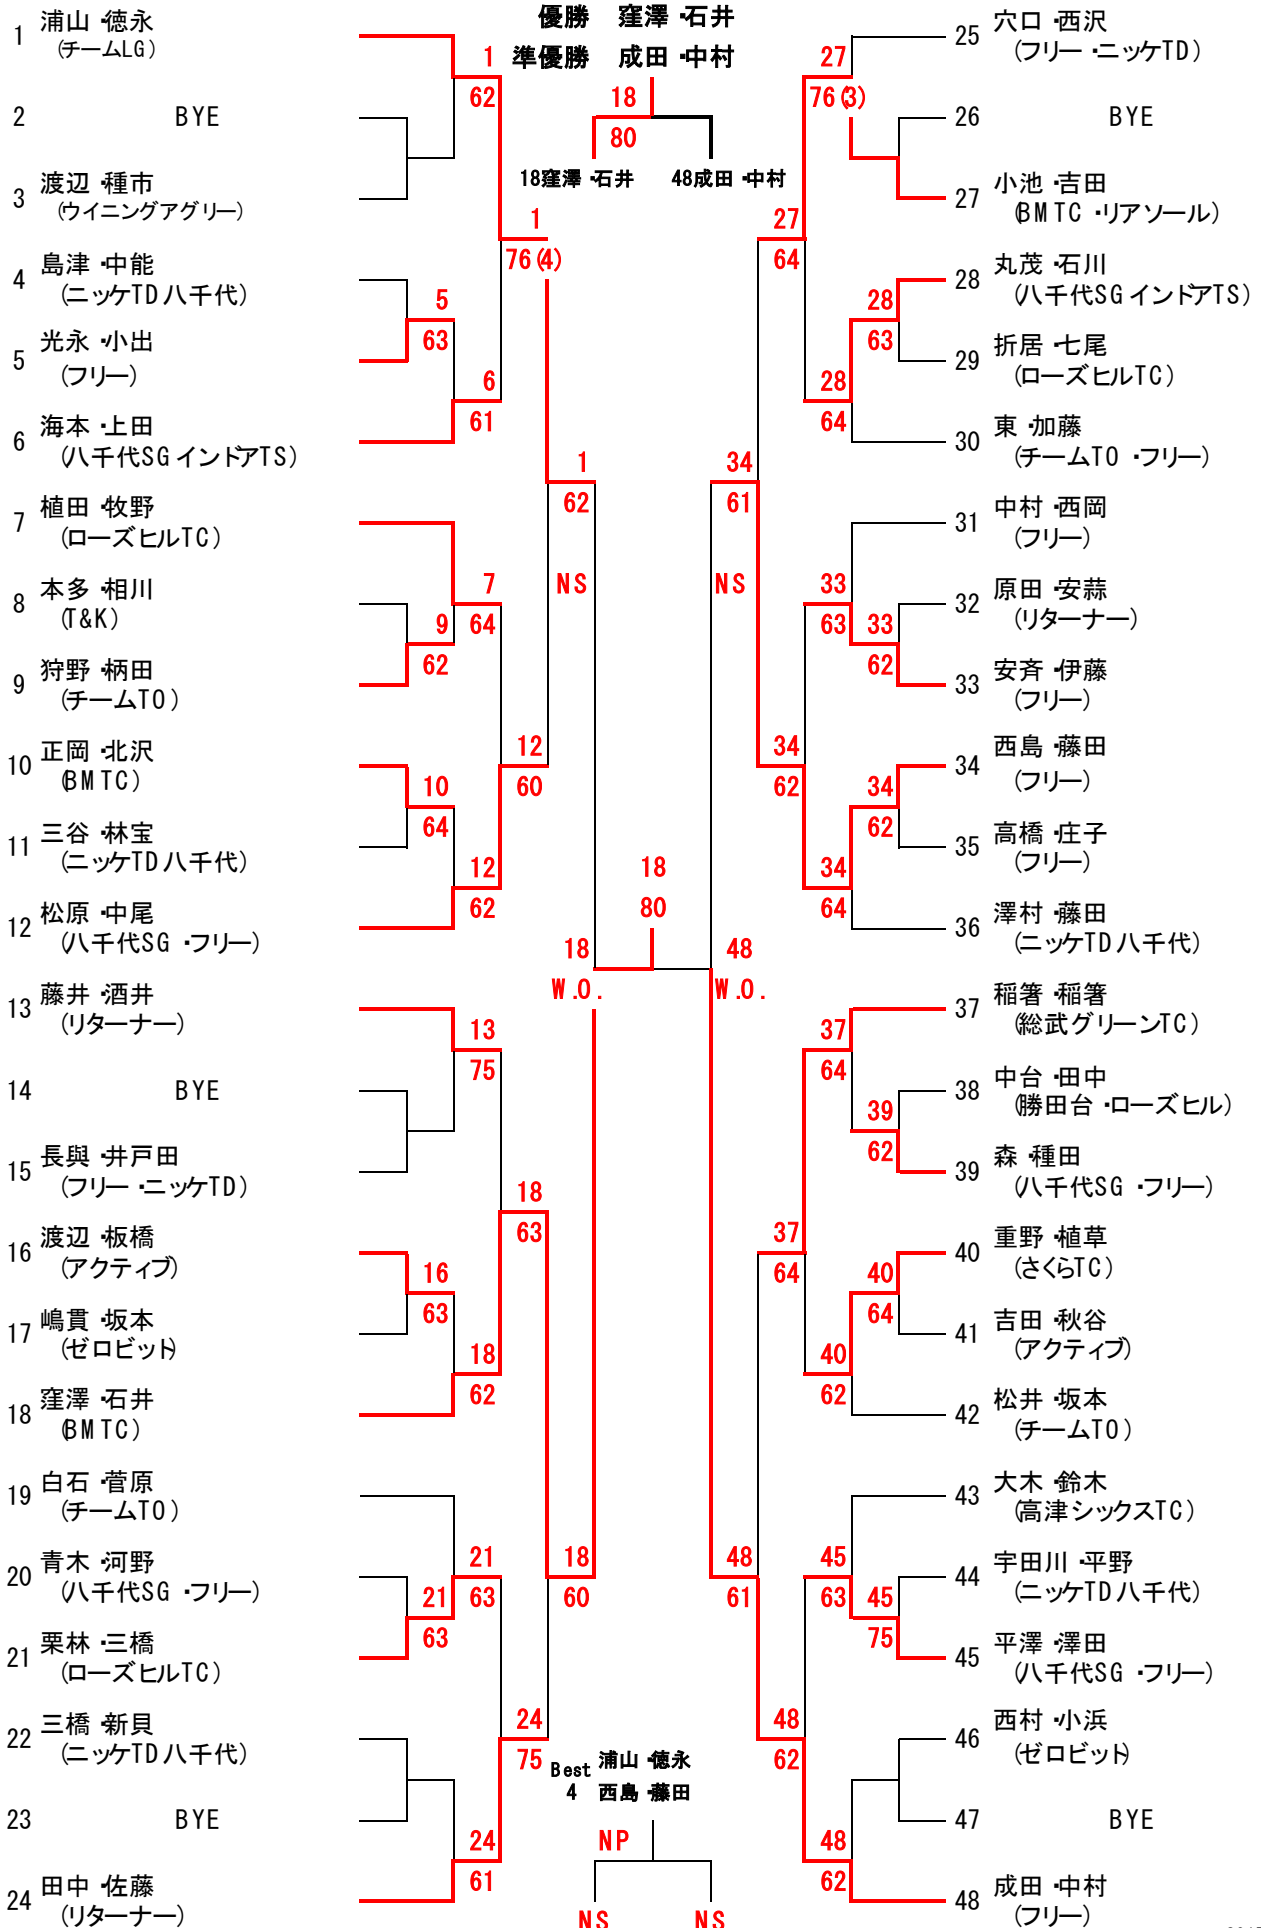 優勝 窪澤・石井
準優勝 成田・中村
18
80
18窪澤・石井 48成田・中村
1 浦山・徳永
(チームLG)
2 BYE
3 渡辺・種市
(ウイニングアグリー)
4 島津・中能
(ニッケTD八千代)
5 光永・小出
(フリー)
6 海本・上田
(八千代SGインドアTS)
7 植田・牧野
(ローズヒルTC)
8 本多・相川
(T&K)
9 狩野・柄田
(チームTO)
10 正岡・北沢
(BMTC)
11 三谷・林宝
(ニッケTD八千代)
12 松原・中尾
(八千代SG・フリー)
13 藤井・酒井
(リターナー)
14 BYE
15 長與・井戸田
(フリー・ニッケTD)
16 渡辺・板橋
(アクティブ)
17 嶋貫・坂本
(ゼロビット)
18 窪澤・石井
(BMTC)
19 白石・菅原
(チームTO)
20 青木・河野
(八千代SG・フリー)
21 栗林・三橋
(ローズヒルTC)
22 三橋・新貝
(ニッケTD八千代)
23 BYE
24 田中・佐藤
(リターナー)
1
62
5
63
6
61
1
76(4)
9
62
7
64
10
64
12
62
12
60
1
62
NS
13
75
16
63
18
62
18
63
21
63
21
63
24
61
24
75
18
60
18
W.O.
18
80
48
W.O.
25 穴口・西沢
(フリー・ニッケTD)
26 BYE
27 小池・吉田
(BMTC・リアソール)
28 丸茂・石川
(八千代SGインドアTS)
29 折居・七尾
(ローズヒルTC)
30 東・加藤
(チームTO・フリー)
31 中村・西岡
(フリー)
32 原田・安蒜
(リターナー)
33 安斉・伊藤
(フリー)
34 西島・藤田
(フリー)
35 高橋・庄子
(フリー)
36 澤村・藤田
(ニッケTD八千代)
37 稲箸・稲箸
(総武グリーンTC)
38 中台・田中
(勝田台・ローズヒル)
39 森・種田
(八千代SG・フリー)
40 重野・植草
(さくらTC)
41 吉田・秋谷
(アクティブ)
42 松井・坂本
(チームTO)
43 大木・鈴木
(高津シックスTC)
44 宇田川・平野
(ニッケTD八千代)
45 平澤・澤田
(八千代SG・フリー)
46 西村・小浜
(ゼロビット)
47 BYE
48 成田・中村
(フリー)
27
76(3)
28
63
28
64
27
64
33
62
33
63
34
62
34
64
34
62
34
61
NS
37
64
39
62
40
64
40
62
37
64
45
75
45
63
48
62
48
62
48
61
Best 4
浦山・徳永
西島・藤田
NP
NS NS